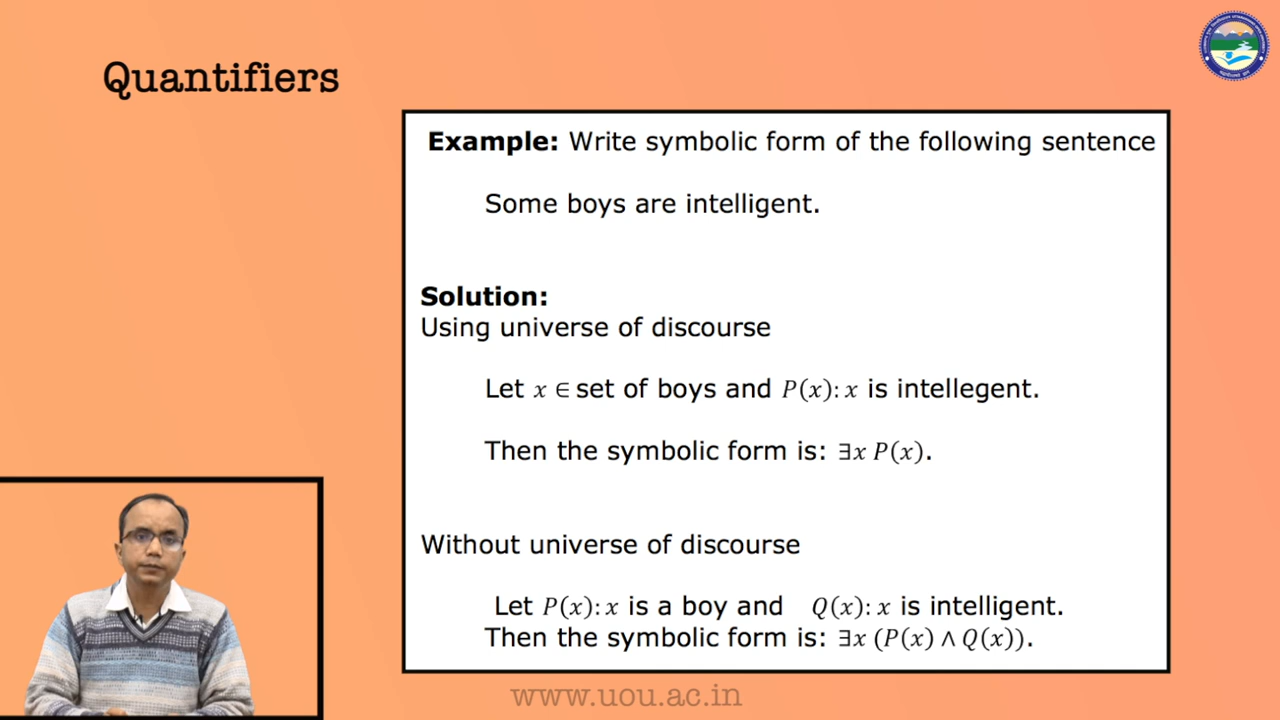 Quantifiers
Example: Write symbolic form of the following sentence
Some boys are intelligent.
Solution:
Using universe of discourse
Let x ∈ set of boys and P(x): x is intellegent.
Then the symbolic form is: ∃x P(x).
Without universe of discourse
Let P(x): x is a boy and Q(x): x is intelligent.
Then the symbolic form is: ∃x (P(x) ∧ Q(x)).
www.uou.ac.in